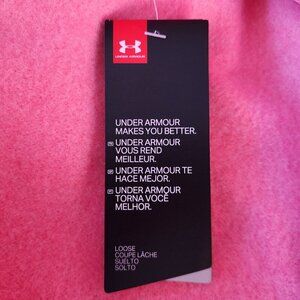 UNDER ARMOUR
UNDER ARMOUR
MAKES YOU BETTER.
UNDER ARMOUR
VOUS REND
MEILLEUR.
UNDER ARMOUR TE
HACE MEJOR.
UNDER ARMOUR
TORNA VOCÊ
MELHOR.
LOOSE
COUPE LÂCHE
SUELTO
SOLTO